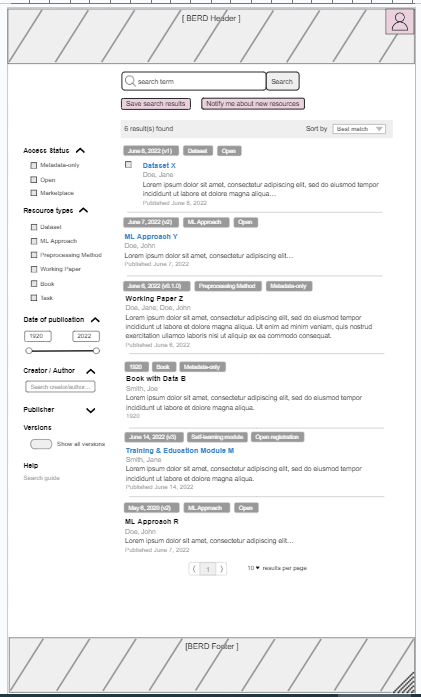 [ BERD Header ]
search term
Search
Save search results
Notify me about new resources
6 result(s) found
Sort by
Best match
Access Status
Metadata-only
Open
Marketplace
Resource types
Dataset
ML Approach
Preprocessing Method
Working Paper
Book
Task
Date of publication
1920
2022
Creator / Author
Search creator/author...
Publisher
Versions
Show all versions
Help
Search guide
June 8, 2022 (v1)
Dataset
Open
Dataset X
Doe, Jane
Lorem ipsum dolor sit amet, consectetur adipiscing elit, sed do eiusmod tempor
incididunt ut labore et dolore magna aliqua...
Published June 8, 2022
June 7, 2022 (v2)
ML Approach
Open
ML Approach Y
Doe, John
Lorem ipsum dolor sit amet, consectetur adipiscing elit...
Published June 7, 2022
June 6, 2022 (v0.1.0)
Preprocessing Method
Metadata-only
Working Paper Z
Doe, Jane; Doe, John
Lorem ipsum dolor sit amet, consectetur adipiscing elit, sed do eiusmod tempor
incididunt ut labore et dolore magna aliqua. Ut enim ad minim veniam, quis nostrud
exercitation ullamco laboris nisi ut aliquip ex ea commodo consequat.
Published June 6, 2022
1920
Book
Metadata-only
Book with Data B
Smith, Joe
Lorem ipsum dolor sit amet, consectetur adipiscing elit, sed do eiusmod tempor
incididunt ut labore et dolore magna aliqua.
1920
June 14, 2022 (v3)
Self-learning module
Open registration
Training & Education Module M
Smith, Jane
Lorem ipsum dolor sit amet, consectetur adipiscing elit, sed do eiusmod tempor
incididunt ut labore et dolore magna aliqua.
Published June 14, 2022
May 6, 2020 (v2)
ML Approach
Open
ML Approach R
Doe, John
Lorem ipsum dolor sit amet, consectetur adipiscing elit...
Published June 7, 2022
1
10 results per page
[BERD Footer ]